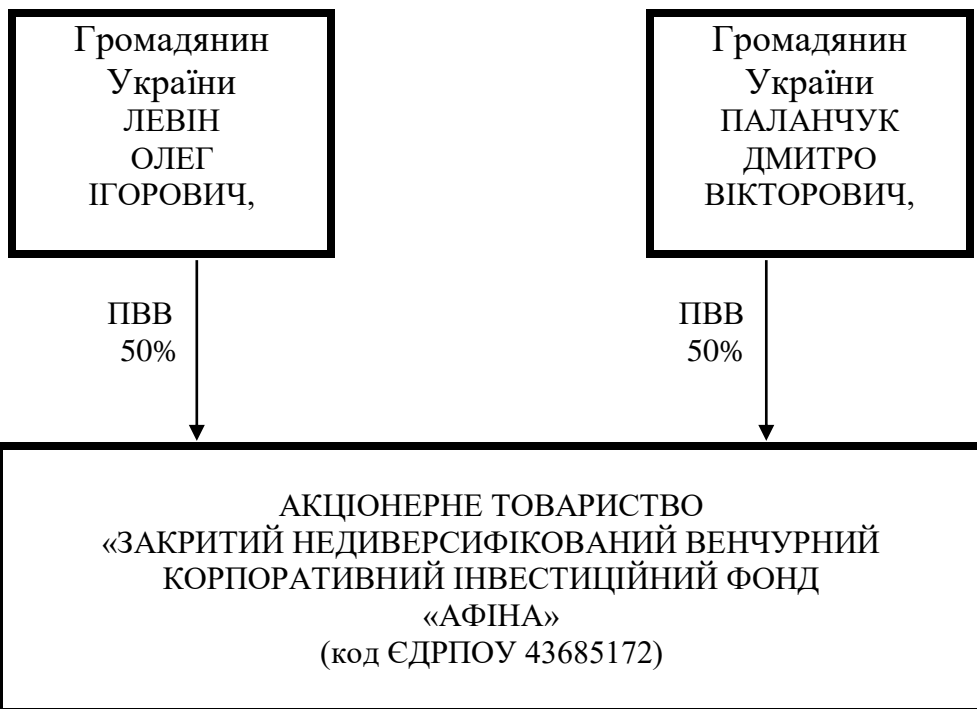 Громадянин
України
ЛЕВІН
ОЛЕГ
ІГОРОВИЧ,
Громадянин
України
ПАЛАНЧУК
ДМИТРО
ВІКТОРОВИЧ,
ПВВ
50%
ПВВ
50%
АКЦІОНЕРНЕ ТОВАРИСТВО
«ЗАКРИТИЙ НЕДИВЕРСИФІКОВАНИЙ ВЕНЧУРНИЙ
КОРПОРАТИВНИЙ ІНВЕСТИЦІЙНИЙ ФОНД
«АФІНА»
(код ЄДРПОУ 43685172)